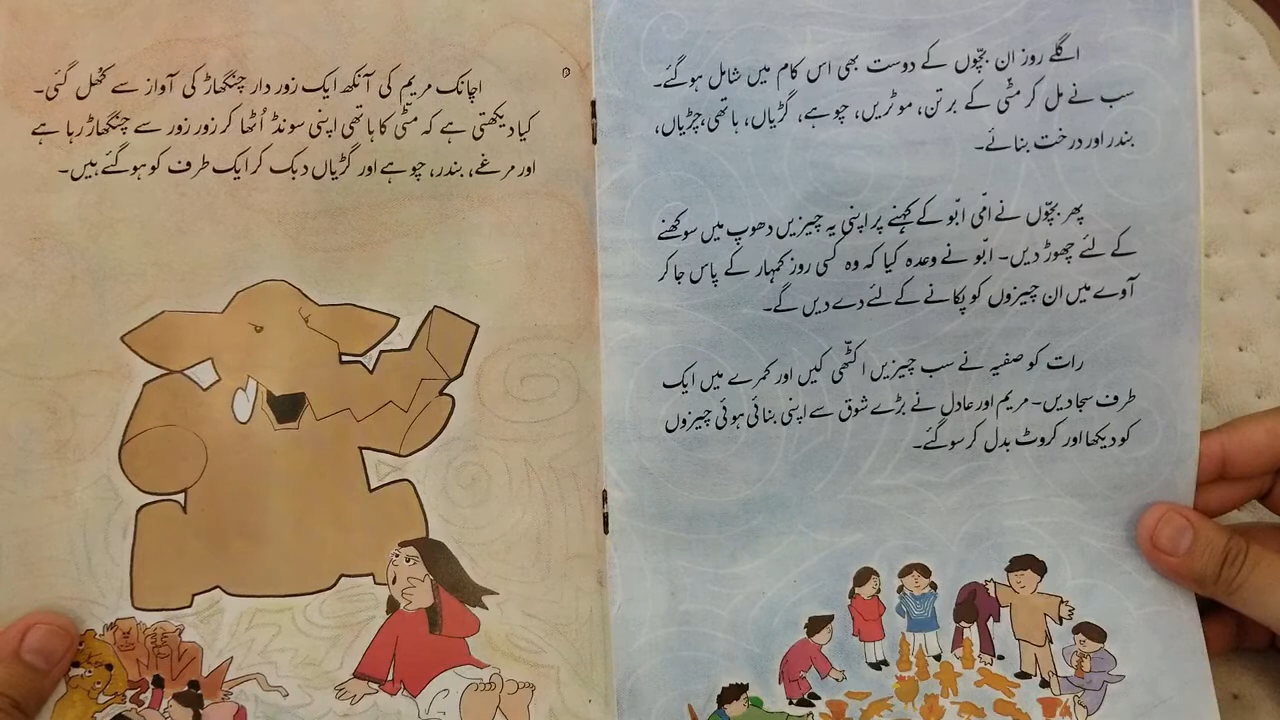 اگلے روز ان بچّوں کے دوست بھی اس کام میں شامل ہوگئے۔
سب نے مل کر مٹّی کے برتن، موٹریں، چوہے، گڑیاں، ہاتھی،چڑیاں،
بندر اور درخت بنائے۔
پھر بچّوں نے امّی ابّو کے کہنے پر اپنی یہ چیزیں دھوپ میں سوکھنے
کے لئے چھوڑ دیں۔ ابّو نے وعدہ کیا کہ وہ کسی روز کمہار کے پاس جاکر
آوے میں ان چیزوں کو پکانے کے لئے دے دیں گے۔
رات کو صفیہ نے سب چیزیں اکٹّھی کیں اور کمرے میں ایک
طرف سجا دیں۔ مریم اور عادل نے بڑے شوق سے اپنی بنائی ہوئی چیزوں
کو دیکھا اور کروٹ بدل کر سوگئے۔
اچانک مریم کی آنکھ ایک زور دار چنگھاڑ کی آواز سے کُھل گئی۔
کیا دیکھتی ہے کہ مٹّی کا ہاتھی اپنی سونڈ اُٹھا کر زور زور سے چنگھاڑ رہا ہے
اور مرغے، بندر، چوہے اور گڑیاں دبک کر ایک طرف کو ہوگئے ہیں۔